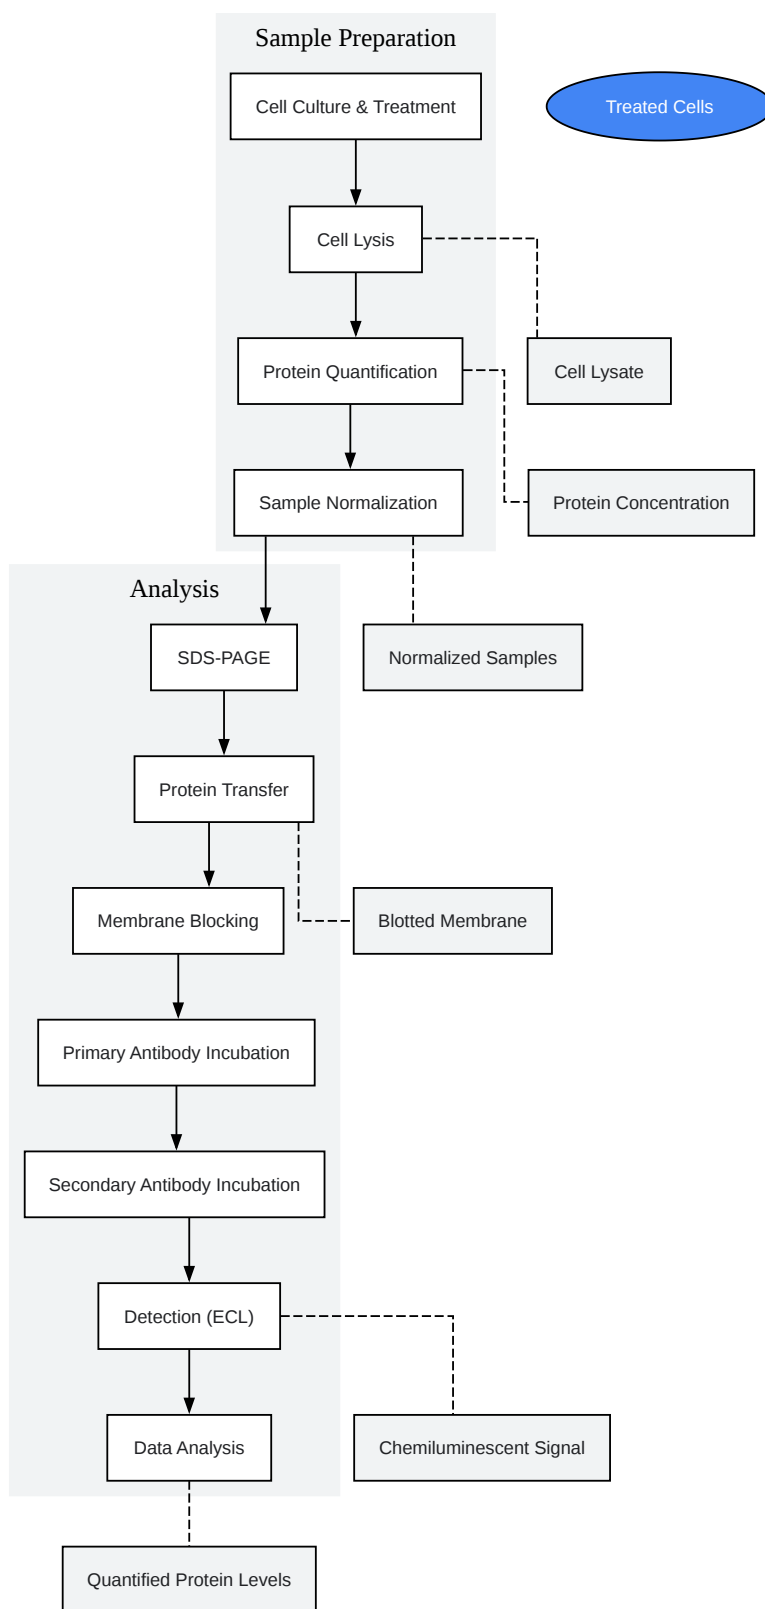 Sample Preparation
Cell Culture & Treatment
Treated Cells
Cell Lysis
Protein Quantification
Cell Lysate
Sample Normalization
Protein Concentration
Analysis
SDS-PAGE
Normalized Samples
Protein Transfer
Membrane Blocking
Blotted Membrane
Primary Antibody Incubation
Secondary Antibody Incubation
Detection (ECL)
Data Analysis
Chemiluminescent Signal
Quantified Protein Levels